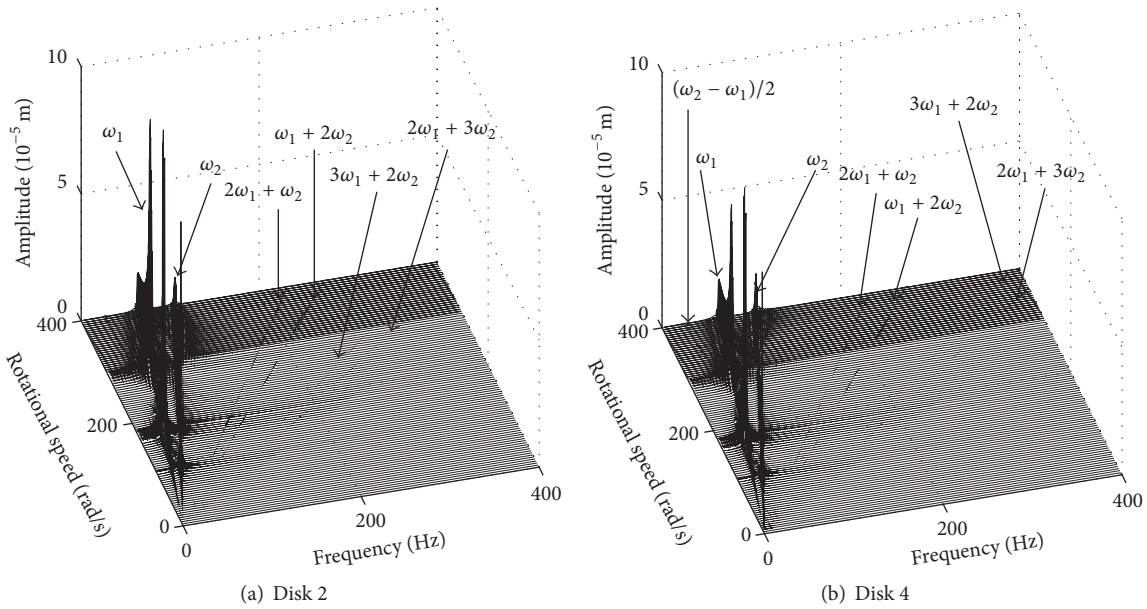 10
5
0
Amplitude (10⁻⁵ m)
ω₁
ω₂
2ω₁ + ω₂
ω₁ + 2ω₂
3ω₁ + 2ω₂
2ω₁ + 3ω₂
400
200
0
Rotational speed (rad/s)
0
200
400
Frequency (Hz)
(a) Disk 2
10
5
0
Amplitude (10⁻⁵ m)
(ω₂ − ω₁)/2
ω₁
ω₂
2ω₁ + ω₂
ω₁ + 2ω₂
3ω₁ + 2ω₂
2ω₁ + 3ω₂
400
200
0
Rotational speed (rad/s)
0
200
400
Frequency (Hz)
(b) Disk 4